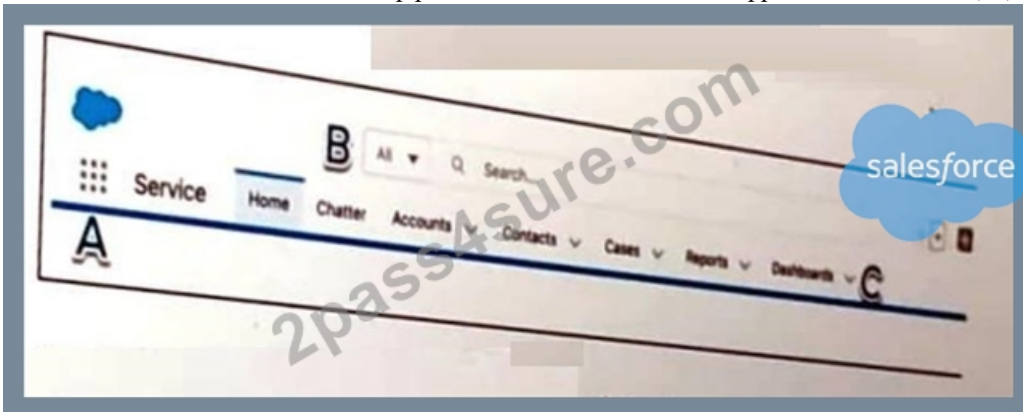 B All Search...
salesforce
Service Home Chatter Accounts Contacts Cases Reports Dashboards C
A
2pass4sure.com